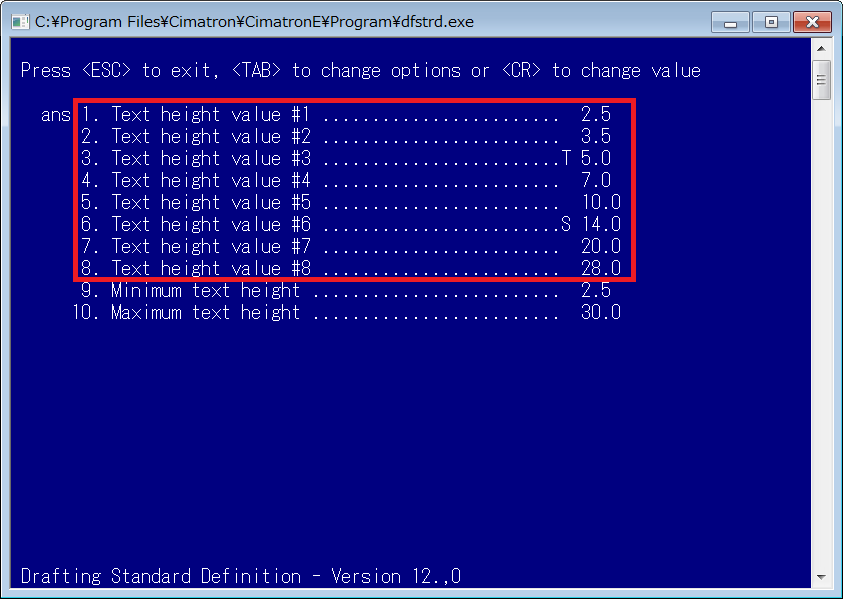 C:¥Program Files¥Cimatron¥CimatronE¥Program¥dfstrd.exe
Press <ESC> to exit, <TAB> to change options or <CR> to change value
ans 1. Text height value #1 ........................ 2.5
2. Text height value #2 ........................ 3.5
3. Text height value #3 ........................T 5.0
4. Text height value #4 ........................ 7.0
5. Text height value #5 ........................ 10.0
6. Text height value #6 ........................S 14.0
7. Text height value #7 ........................ 20.0
8. Text height value #8 ........................ 28.0
9. Minimum text height ......................... 2.5
10. Maximum text height ......................... 30.0
Drafting Standard Definition - Version 12.,0